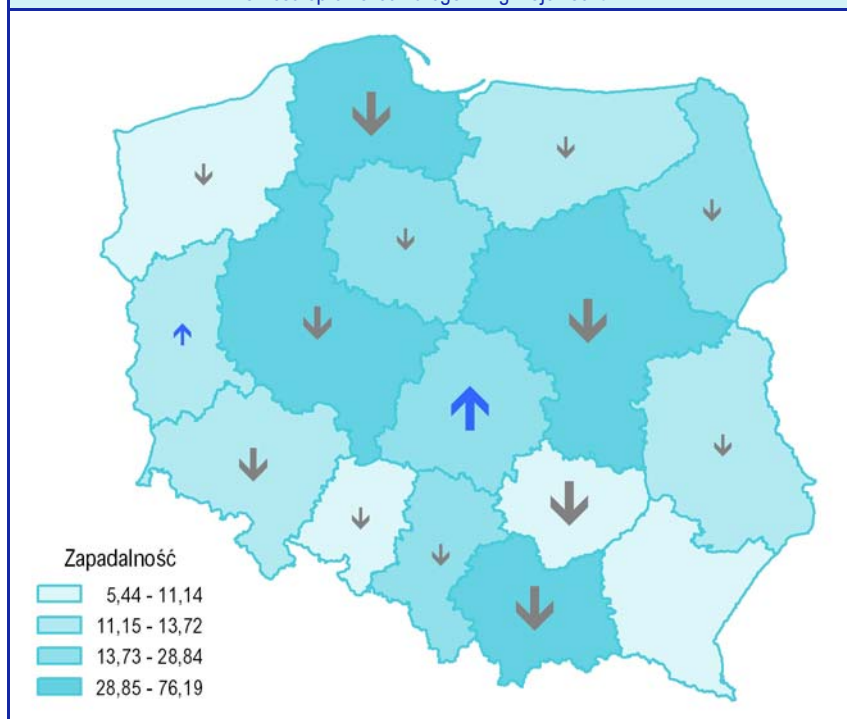 Zapadalność
5,44 - 11,14
11,15 - 13,72
13,73 - 28,84
28,85 - 76,19